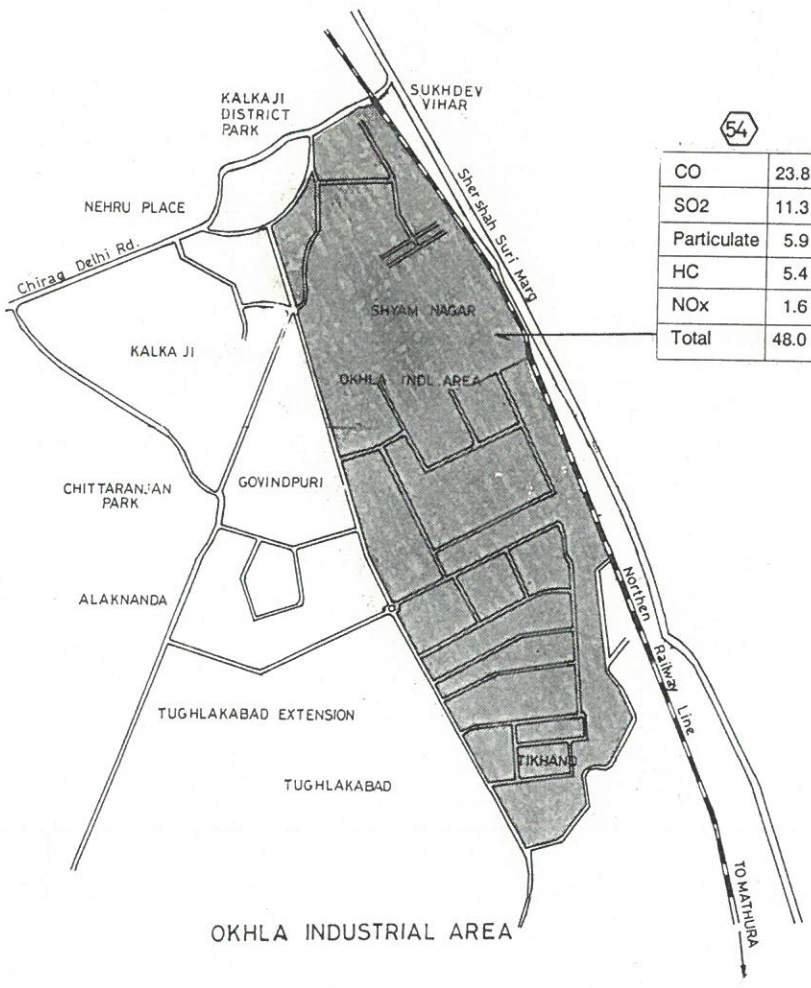 KALKAJI
DISTRICT
PARK
SUKHDEV
VIHAR
54
CO 23.8
SO2 11.3
Particulate 5.9
HC 5.4
NOx 1.6
Total 48.0
NEHRU PLACE
Chirag Delhi Rd.
Shershah Suri Marg
SHYAM NAGAR
KALKA JI
OKHLA INDL. AREA
CHITTARANJAN
PARK
GOVINDPURI
ALAKNANDA
Northen Railway Line
TUGHLAKABAD EXTENSION
TIKHAND
TUGHLAKABAD
TO MATHURA
OKHLA INDUSTRIAL AREA